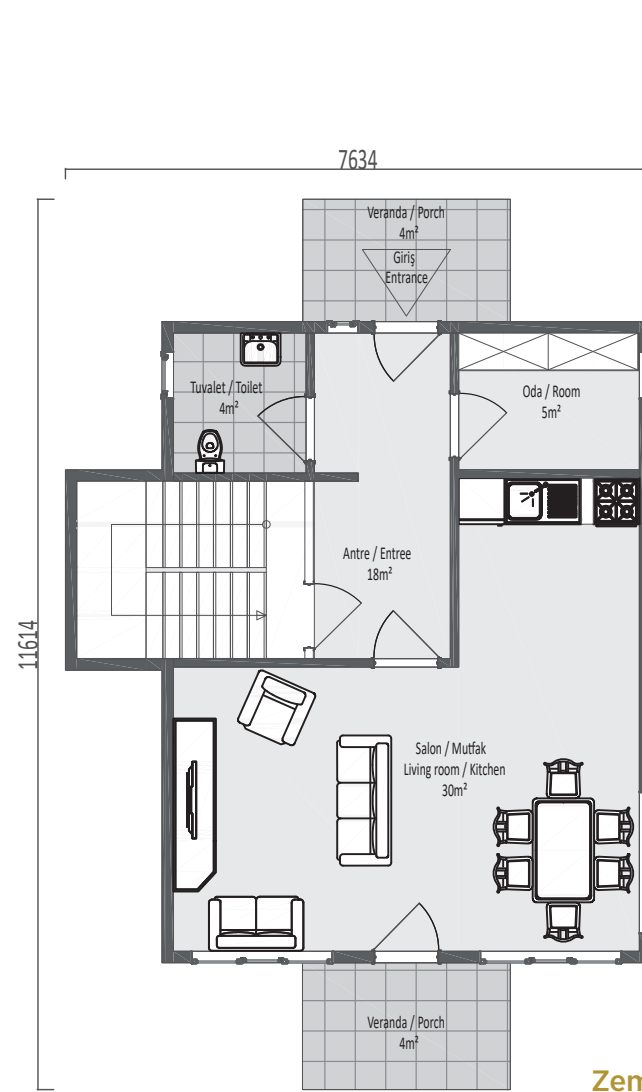 7634
Veranda / Porch
4m²
Giriş
Entrance
Tuvalet / Toilet
4m²
Oda / Room
5m²
Antre / Entree
18m²
11614
Salon / Mutfak
Living room / Kitchen
30m²
Veranda / Porch
4m²
Zem